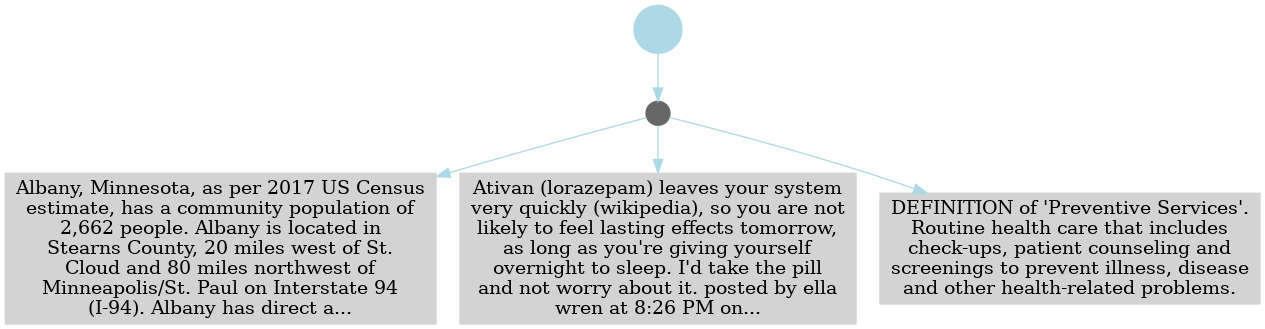 Albany, Minnesota, as per 2017 US Census
estimate, has a community population of
2,662 people. Albany is located in
Stearns County, 20 miles west of St.
Cloud and 80 miles northwest of
Minneapolis/St. Paul on Interstate 94
(I-94). Albany has direct a...
Ativan (lorazepam) leaves your system
very quickly (wikipedia), so you are not
likely to feel lasting effects tomorrow,
as long as you're giving yourself
overnight to sleep. I'd take the pill
and not worry about it. posted by ella
wren at 8:26 PM on...
DEFINITION of 'Preventive Services'.
Routine health care that includes
check-ups, patient counseling and
screenings to prevent illness, disease
and other health-related problems.